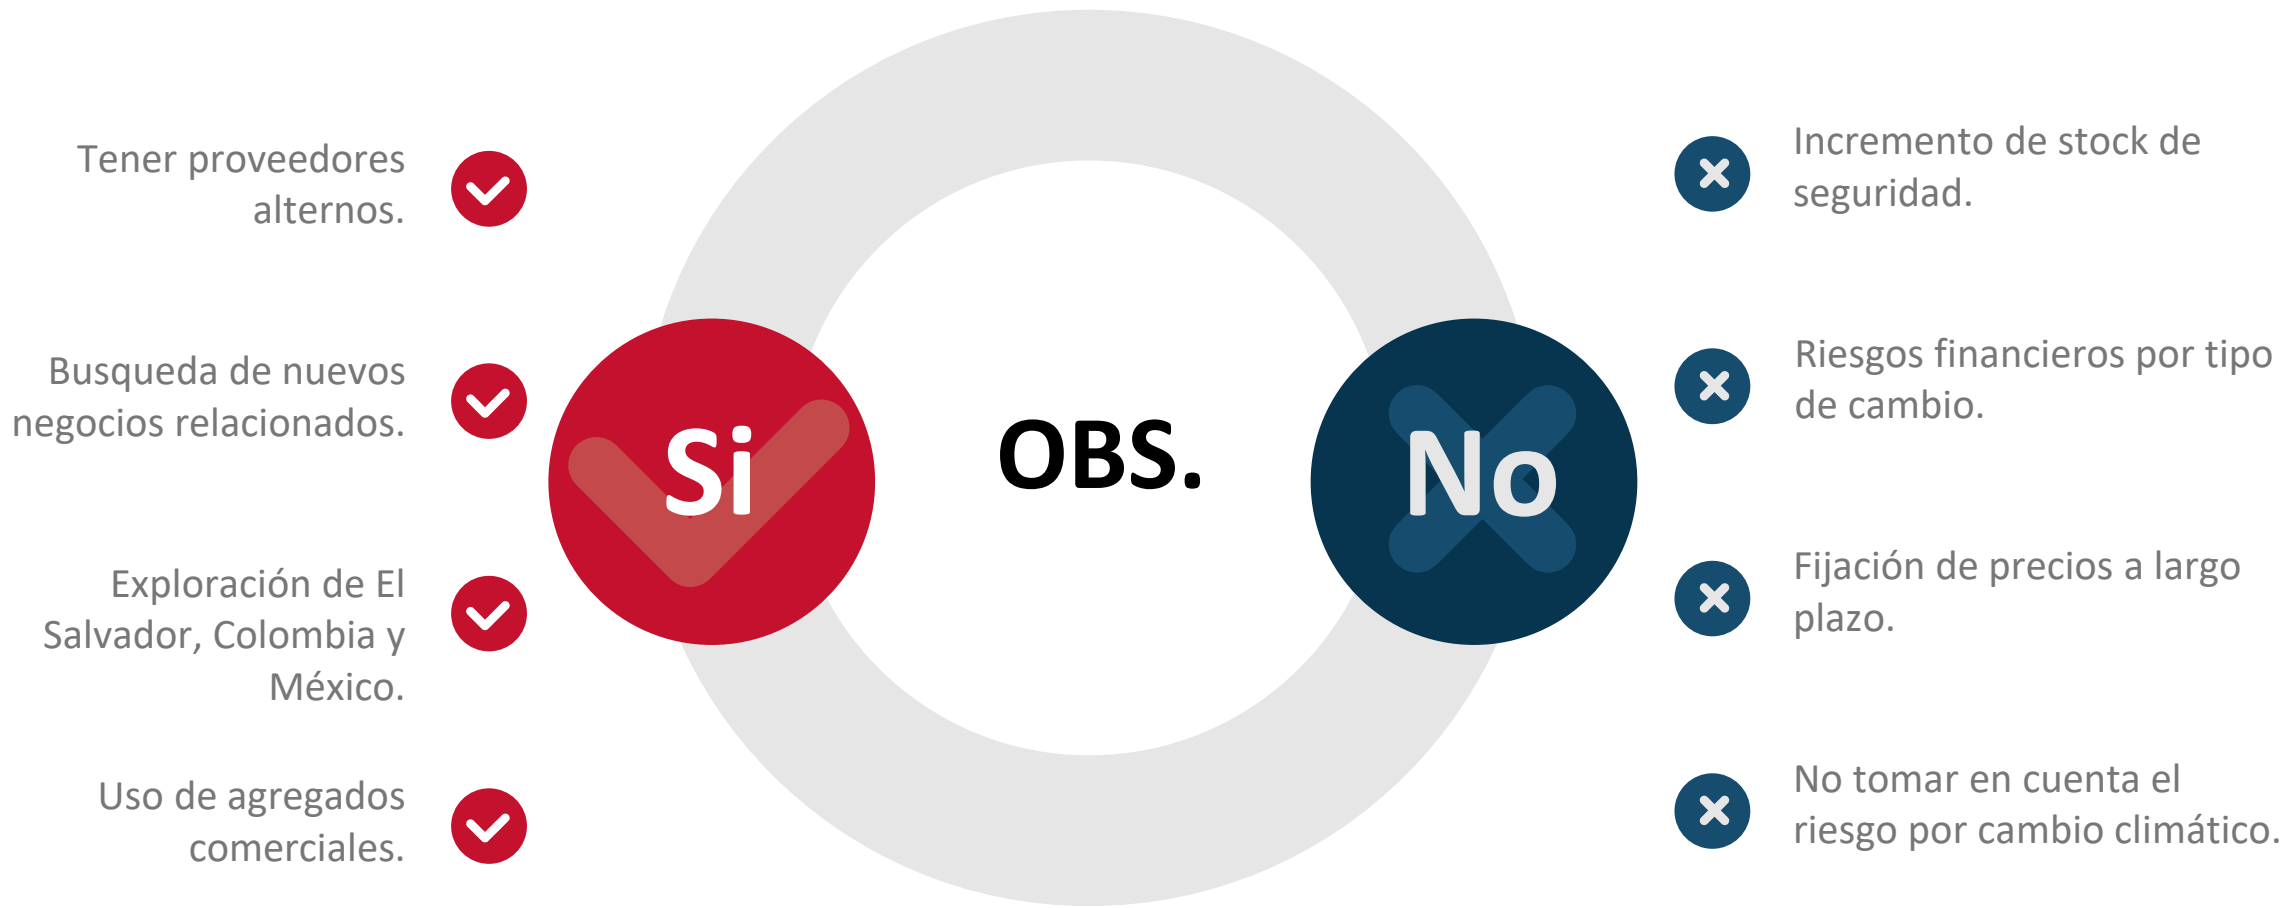 Tener proveedores
alternos.
Busqueda de nuevos
negocios relacionados.
Exploración de El
Salvador, Colombia y
México.
Uso de agregados
comerciales.
Si
OBS.
No
Incremento de stock de
seguridad.
Riesgos financieros por tipo
de cambio.
Fijación de precios a largo
plazo.
No tomar en cuenta el
riesgo por cambio climático.